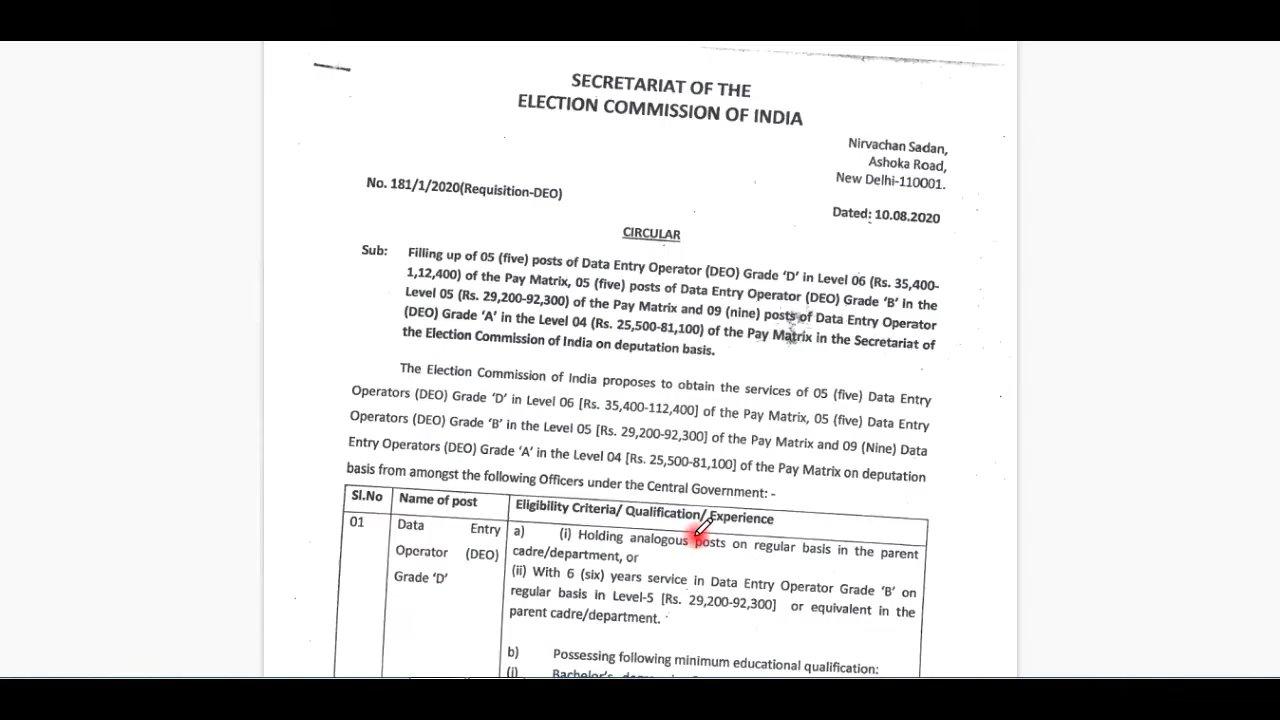 SECRETARIAT OF THE
ELECTION COMMISSION OF INDIA
Nirvachan Sadan,
Ashoka Road,
New Delhi-110001.
No. 181/1/2020(Requisition-DEO)
Dated: 10.08.2020
CIRCULAR
Sub: Filling up of 05 (five) posts of Data Entry Operator (DEO) Grade 'D' in Level 06 (Rs. 35,400-
1,12,400) of the Pay Matrix, 05 (five) posts of Data Entry Operator (DEO) Grade 'B' in the
Level 05 (Rs. 29,200-92,300) of the Pay Matrix and 09 (nine) posts of Data Entry Operator
(DEO) Grade 'A' in the Level 04 (Rs. 25,500-81,100) of the Pay Matrix in the Secretariat of
the Election Commission of India on deputation basis.
The Election Commission of India proposes to obtain the services of 05 (five) Data Entry
Operators (DEO) Grade 'D' in Level 06 [Rs. 35,400-112,400] of the Pay Matrix, 05 (five) Data Entry
Operators (DEO) Grade 'B' in the Level 05 [Rs. 29,200-92,300] of the Pay Matrix and 09 (Nine) Data
Entry Operators (DEO) Grade 'A' in the Level 04 [Rs. 25,500-81,100] of the Pay Matrix on deputation
basis from amongst the following Officers under the Central Government: -
Sl.No Name of post Eligibility Criteria/ Qualification/ Experience
01 Data Entry
Operator (DEO)
Grade 'D'
a) (i) Holding analogous posts on regular basis in the parent
cadre/department, or
(ii) With 6 (six) years service in Data Entry Operator Grade 'B' on
regular basis in Level-5 [Rs. 29,200-92,300] or equivalent in the
parent cadre/department.
b) Possessing following minimum educational qualification:
(i) Bachelor's